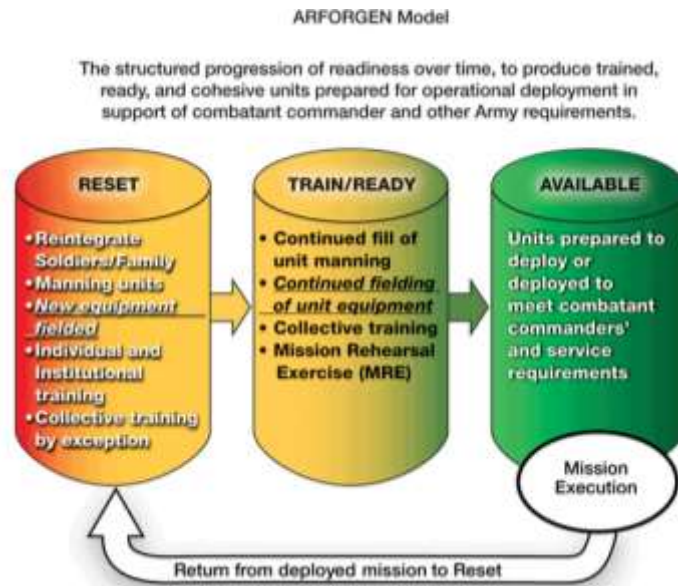 ARFORGEN Model
The structured progression of readiness over time, to produce trained,
ready, and cohesive units prepared for operational deployment in
support of combatant commander and other Army requirements.
RESET
•Reintegrate
Soldiers/Family
•Manning units
•New equipment
fielded
•Individual and
Institutional
training
•Collective training
by exception
TRAIN/READY
• Continued fill of
unit manning
• Continued fielding
of unit equipment
• Collective training
• Mission Rehearsal
Exercise (MRE)
AVAILABLE
Units prepared to
deploy or
deployed to
meet combatant
commanders'
and service
requirements
Mission
Execution
Return from deployed mission to Reset